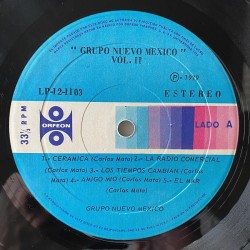 " GRUPO NUEVO MEXICO "
VOL. II
LP-12-1103
Ⓟ-1979
ESTEREO
33⅓ RPM
ORFEON
LADO A
1.- CERAMICA (Carlos Mata) 2.- LA RADIO COMERCIAL
(Carlos Mata) 3.- LOS TIEMPOS CAMBIAN (Carlos
Mata) 4.- AMIGO MIO (Carlos Mata) 5.- EL MAR
(Carlos Mata)
GRUPO NUEVO MEXICO